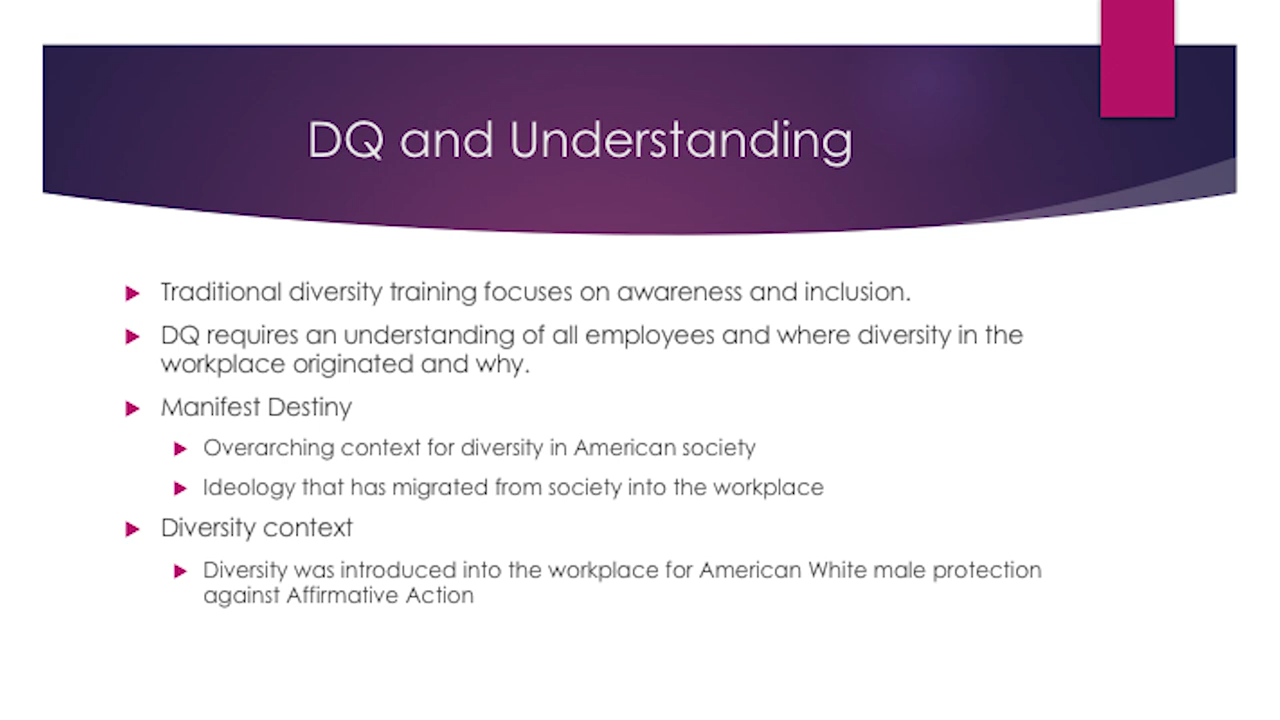 DQ and Understanding
Traditional diversity training focuses on awareness and inclusion.
DQ requires an understanding of all employees and where diversity in the
workplace originated and why.
Manifest Destiny
Overarching context for diversity in American society
Ideology that has migrated from society into the workplace
Diversity context
Diversity was introduced into the workplace for American White male protection
against Affirmative Action